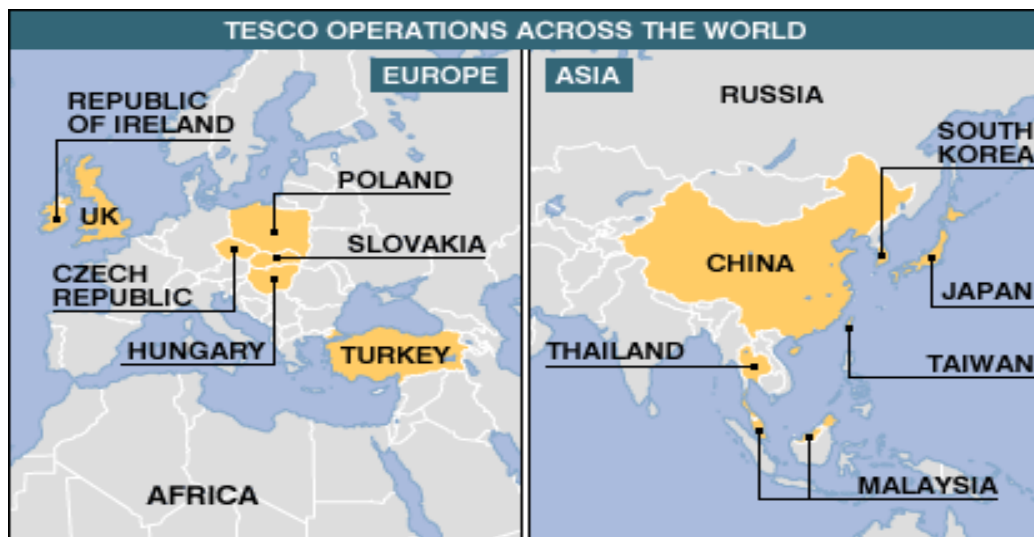 TESCO OPERATIONS ACROSS THE WORLD
EUROPE
REPUBLIC
OF IRELAND
UK
POLAND
SLOVAKIA
CZECH
REPUBLIC
HUNGARY
TURKEY
AFRICA
ASIA
RUSSIA
SOUTH
KOREA
CHINA
JAPAN
THAILAND
TAIWAN
MALAYSIA